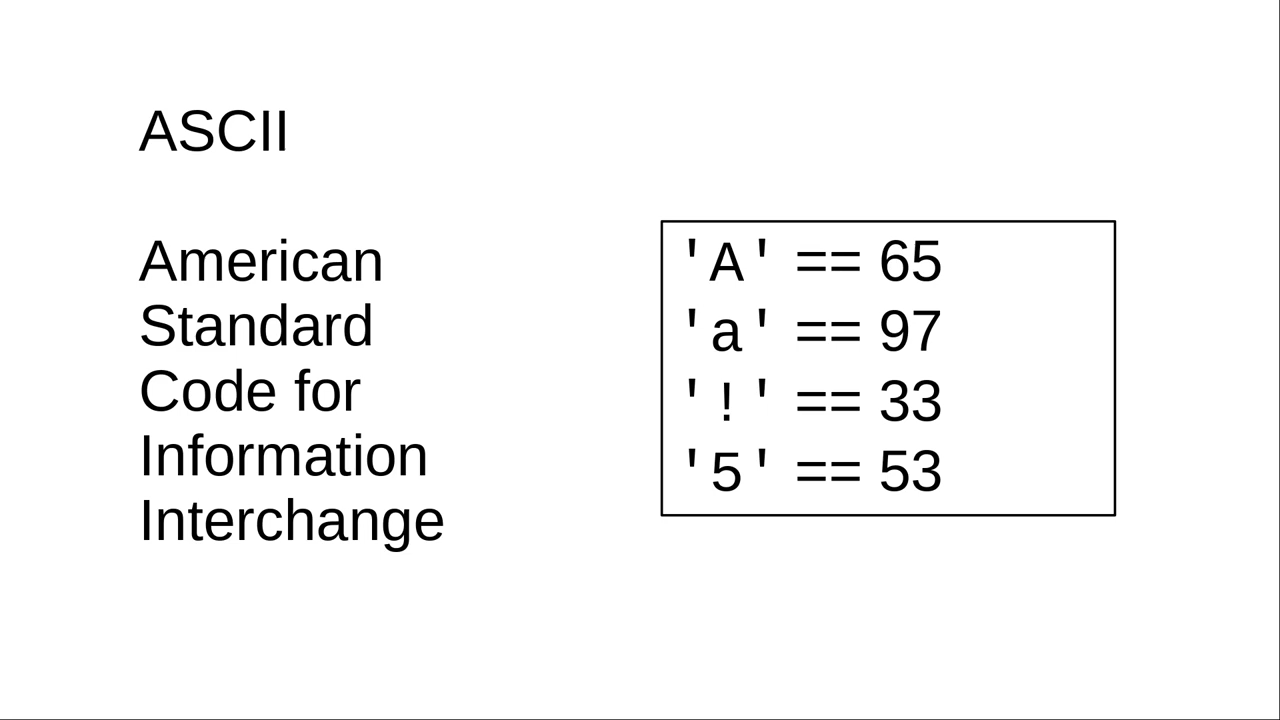 ASCII
American
Standard
Code for
Information
Interchange
'A' == 65
'a' == 97
'!' == 33
'5' == 53